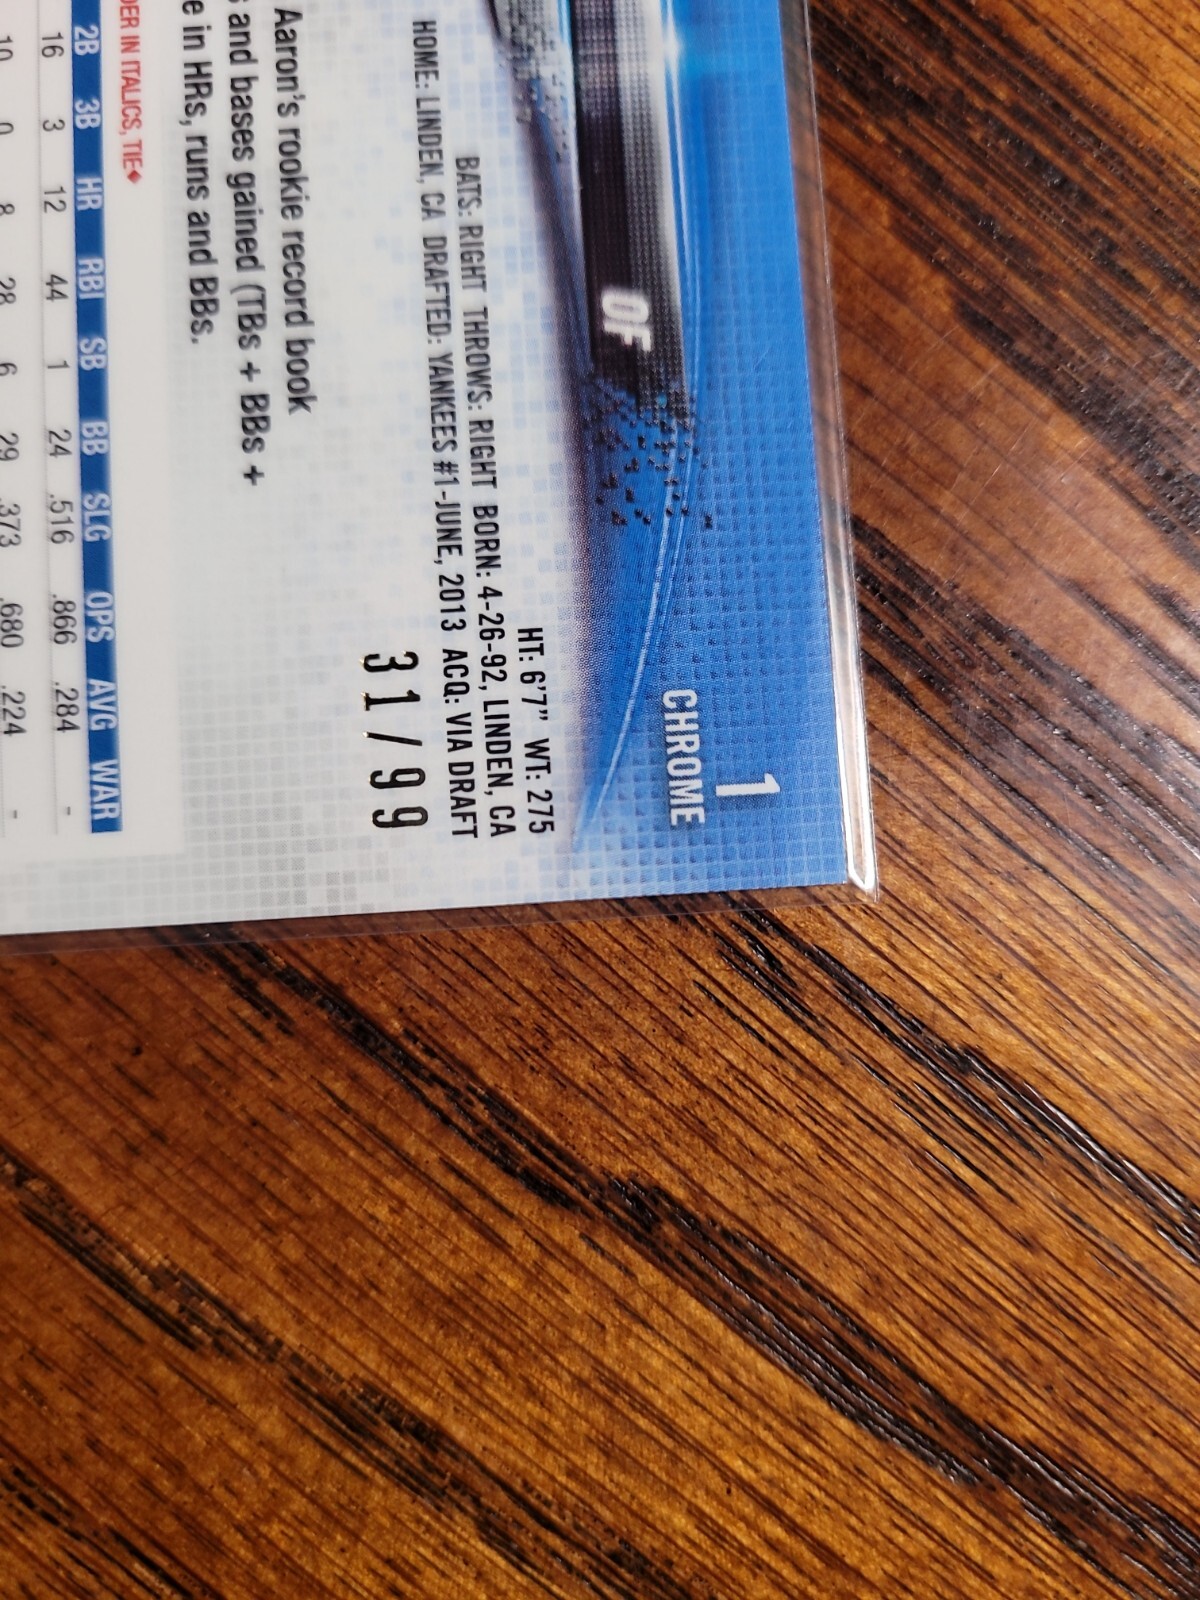 1
CHROME
OF
HT: 6'7" WT: 275
BATS: RIGHT THROWS: RIGHT BORN: 4-26-92, LINDEN, CA
HOME: LINDEN, CA DRAFTED: YANKEES #1-JUNE, 2013 ACQ: VIA DRAFT
31/99
Aaron's rookie record book
and bases gained (TBs + BBs +
in HRs, runs and BBs.
IN ITALICS, TIE◆
2B 3B HR RBI SB BB SLG OPS AVG WAR
16 3 12 44 1 24 .516 .866 .284 -
10 0 8 28 6 29 .373 .680 .224 -